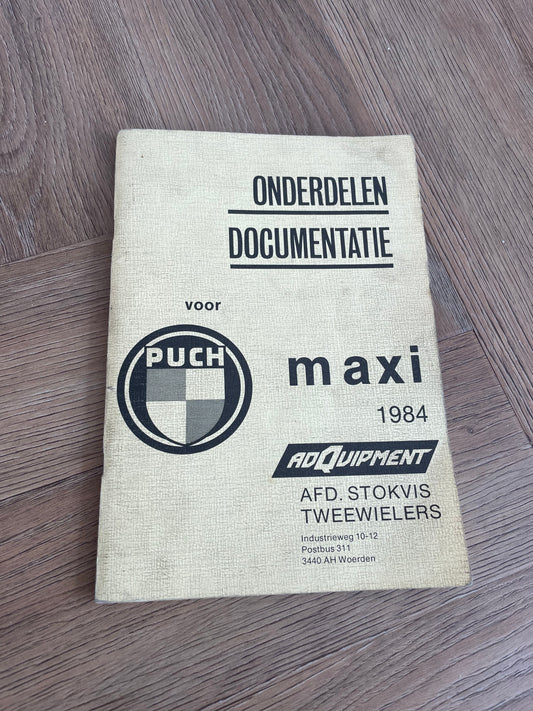 ONDERDELEN
DOCUMENTATIE
voor
PUCH
maxi
1984
ADQUIPMENT
AFD. STOKVIS
TWEEWIELERS
Industrieweg 10-12
Postbus 311
3440 AH Woerden